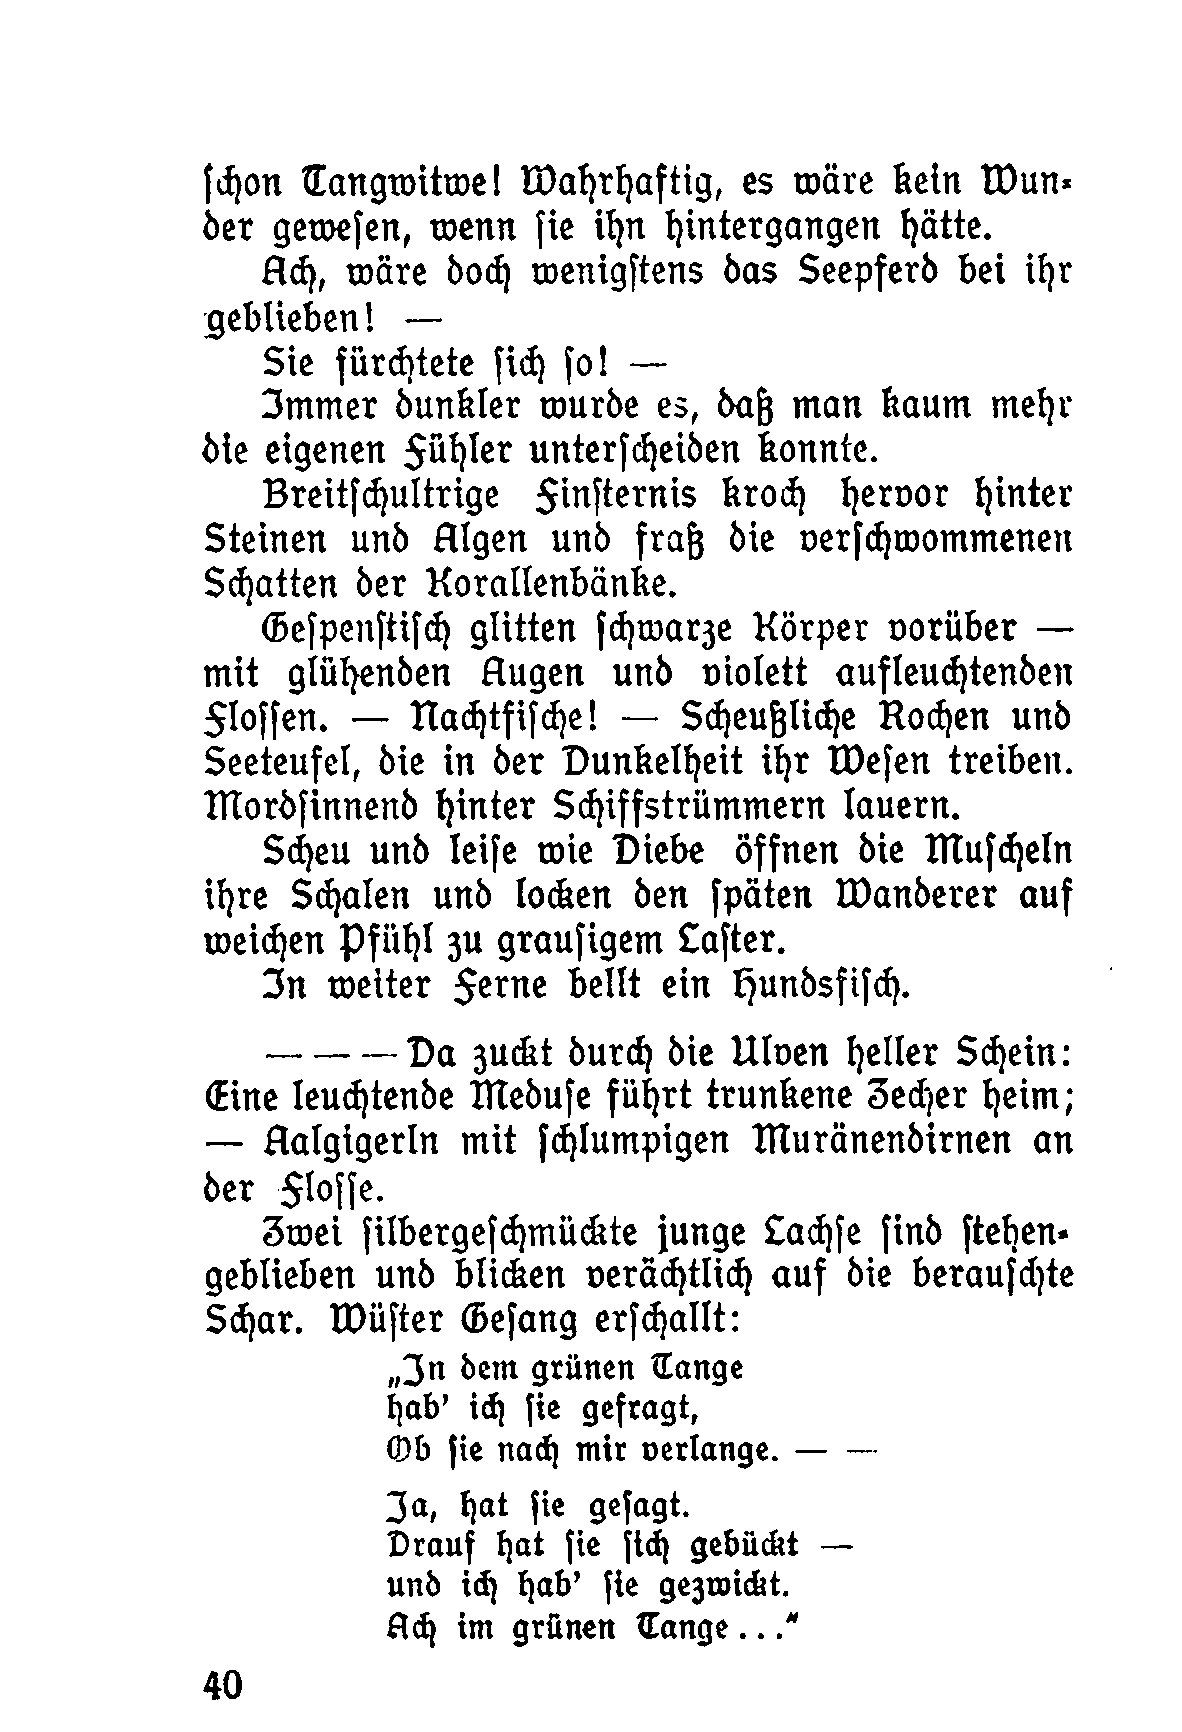 ſchon Tangwitwe! Wahrhaftig, es wäre kein Wun-
der geweſen, wenn ſie ihn hintergangen hätte.
Ach, wäre doch wenigſtens das Seepferd bei ihr
geblieben! —
Sie fürchtete ſich ſo! —
Immer dunkler wurde es, daß man kaum mehr
die eigenen Fühler unterſcheiden konnte.
Breitſchultrige Finſternis kroch hervor hinter
Steinen und Algen und fraß die verſchwommenen
Schatten der Korallenbänke.
Geſpenſtiſch glitten ſchwarze Körper vorüber —
mit glühenden Augen und violett aufleuchtenden
Floſſen. — Nachtfiſche! — Scheußliche Rochen und
Seeteufel, die in der Dunkelheit ihr Weſen treiben.
Mordſinnend hinter Schiffstrümmern lauern.
Scheu und leiſe wie Diebe öffnen die Muſcheln
ihre Schalen und locken den ſpäten Wanderer auf
weichen Pfühl zu grauſigem Laſter.
In weiter Ferne bellt ein Hundsfiſch.
— — — Da zuckt durch die Ulven heller Schein:
Eine leuchtende Meduſe führt trunkene Zecher heim;
— Aalgigerln mit ſchlumpigen Muränendirnen an
der Floſſe.
Zwei ſilbergeſchmückte junge Lachſe ſind ſtehen-
geblieben und blicken verächtlich auf die berauſchte
Schar. Wüſter Geſang erſchallt:
„In dem grünen Tange
hab' ich ſie gefragt,
Ob ſie nach mir verlange. — —
Ja, hat ſie geſagt.
Drauf hat ſie ſich gebückt —
und ich hab' ſie gezwickt.
Ach im grünen Tange . . .“
40